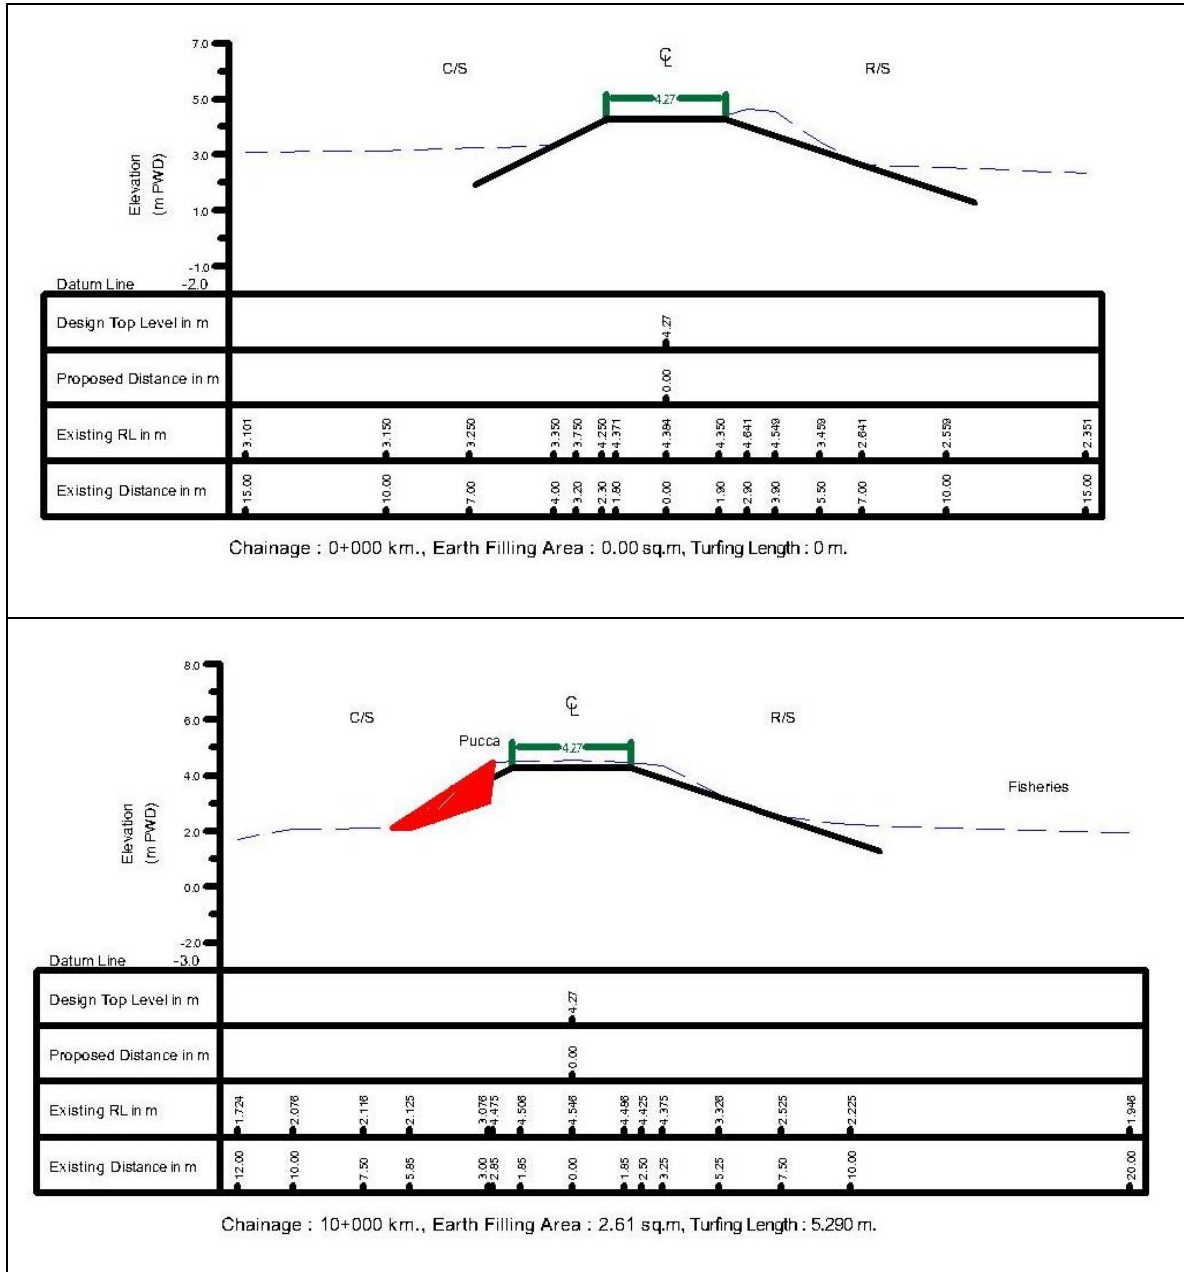 7.0
C/S
℄
R/S
5.0
4.27
3.0
Elevation
(m PWD)
1.0
-1.0
Datum Line -2.0
Design Top Level in m 4.27
Proposed Distance in m 0.00
Existing RL in m 3.101 3.150 3.250 3.350 3.750 4.250 4.371 4.384 4.350 4.641 4.549 3.459 2.641 2.559 2.351
Existing Distance in m 15.00 10.00 7.00 4.00 3.20 2.30 1.80 0.00 1.90 2.90 3.90 5.50 7.00 10.00 15.00
Chainage : 0+000 km., Earth Filling Area : 0.00 sq.m, Turfing Length : 0 m.
8.0
C/S
℄
R/S
6.0
Pucca
4.27
4.0
Fisheries
Elevation
(m PWD)
2.0
0.0
-2.0
Datum Line -3.0
Design Top Level in m 4.27
Proposed Distance in m 0.00
Existing RL in m 1.724 2.076 2.116 2.125 3.076 4.475 4.506 4.546 4.486 4.425 4.375 3.326 2.525 2.225 1.946
Existing Distance in m 12.00 10.00 7.50 5.85 3.00 2.85 1.85 0.00 1.85 2.50 3.25 5.25 7.50 10.00 20.00
Chainage : 10+000 km., Earth Filling Area : 2.61 sq.m, Turfing Length : 5.290 m.